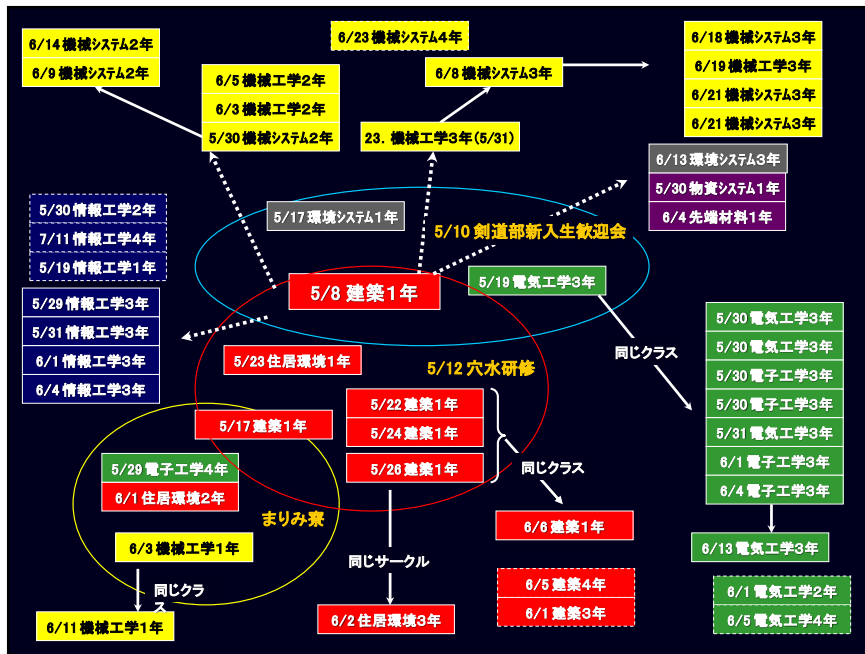 6/14 機械システム2年
6/9 機械システム2年
6/23 機械システム4年
6/5 機械工学2年
6/3 機械工学2年
5/30 機械システム2年
6/8 機械システム3年
23. 機械工学3年(5/31)
6/18 機械システム3年
6/19 機械工学3年
6/21 機械システム3年
6/21 機械システム3年
6/13 環境システム3年
5/30 物資システム1年
6/4 先端材料1年
5/30 情報工学2年
7/11 情報工学4年
5/19 情報工学1年
5/17 環境システム1年
5/10 剣道部新入生歓迎会
5/8 建築1年
5/19 電気工学3年
5/29 情報工学3年
5/31 情報工学3年
6/1 情報工学3年
6/4 情報工学3年
5/23 住居環境1年
5/12 穴水研修
同じクラス
5/30 電気工学3年
5/30 電気工学3年
5/30 電子工学3年
5/30 電子工学3年
5/31 電気工学3年
6/1 電子工学3年
6/4 電子工学3年
5/17 建築1年
5/22 建築1年
5/24 建築1年
5/26 建築1年
同じクラス
5/29 電子工学4年
6/1 住居環境2年
まりみ寮
6/3 機械工学1年
同じクラ
ス
6/11 機械工学1年
同じサークル
6/2 住居環境3年
6/6 建築1年
6/5 建築4年
6/1 建築3年
6/13 電気工学3年
6/1 電気工学2年
6/5 電気工学4年